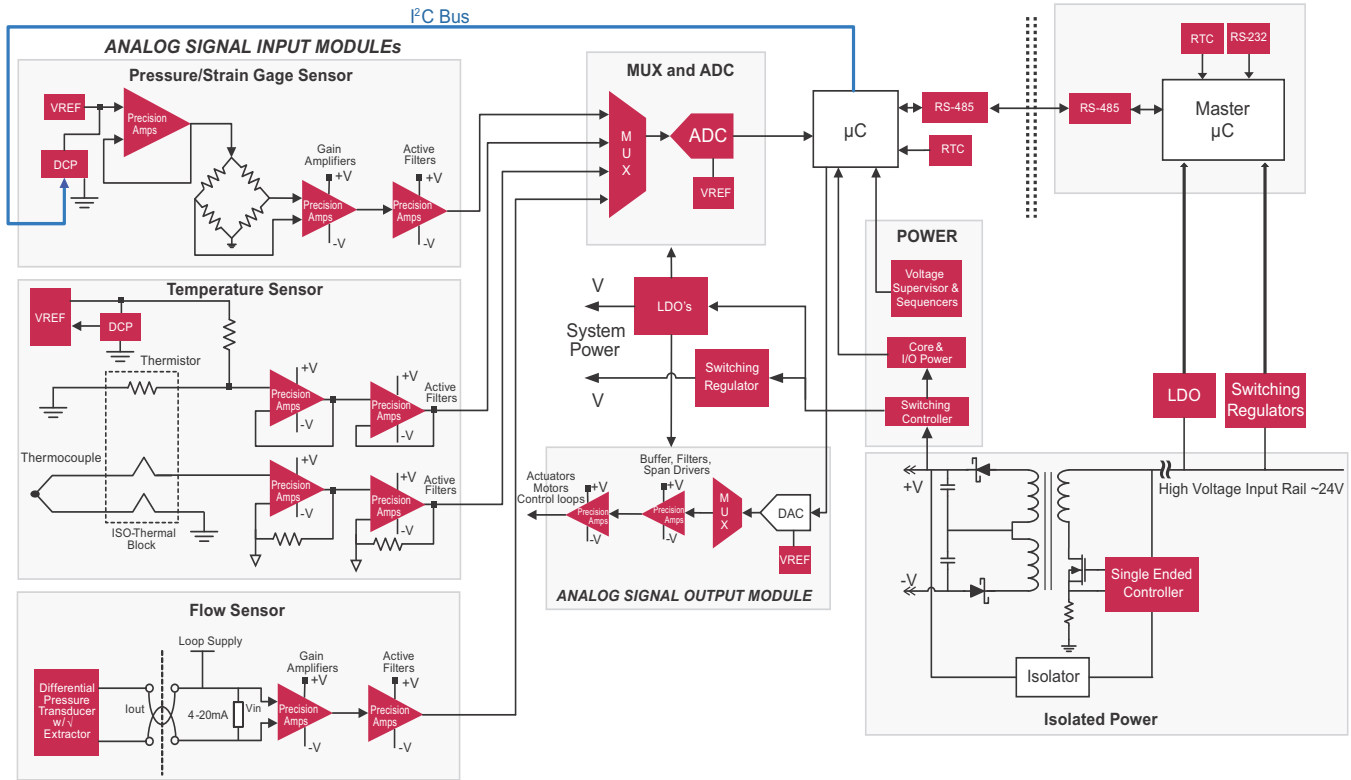 I²C Bus
ANALOG SIGNAL INPUT MODULEs
Pressure/Strain Gage Sensor
VREF
Precision
Amps
DCP
Gain
Amplifiers
+V
Precision
Amps
-V
Active
Filters
+V
Precision
Amps
-V
Temperature Sensor
VREF
DCP
Thermistor
+V
Precision
Amps
-V
+V
Active
Filters
Precision
Amps
-V
Thermocouple
+V
Precision
Amps
-V
+V
Active
Filters
Precision
Amps
-V
ISO-Thermal
Block
Flow Sensor
Loop Supply
Differential
Pressure
Transducer
w/√
Extractor
Iout
4-20mA
Vin
Gain
Amplifiers
+V
Precision
Amps
-V
Active
Filters
+V
Precision
Amps
-V
MUX and ADC
MUX
ADC
VREF
µC
RS-485
RTC
RS-485
RTC
RS-232
Master
µC
V
LDO's
System
Power
Switching
Regulator
V
POWER
Voltage
Supervisor &
Sequencers
Core &
I/O Power
Switching
Controller
LDO
Switching
Regulators
Buffer, Filters,
Span Drivers
Actuators
Motors
Control loops
+V
Precision
Amps
-V
+V
Precision
Amps
-V
MUX
DAC
VREF
ANALOG SIGNAL OUTPUT MODULE
+V
High Voltage Input Rail ~24V
-V
Single Ended
Controller
Isolator
Isolated Power